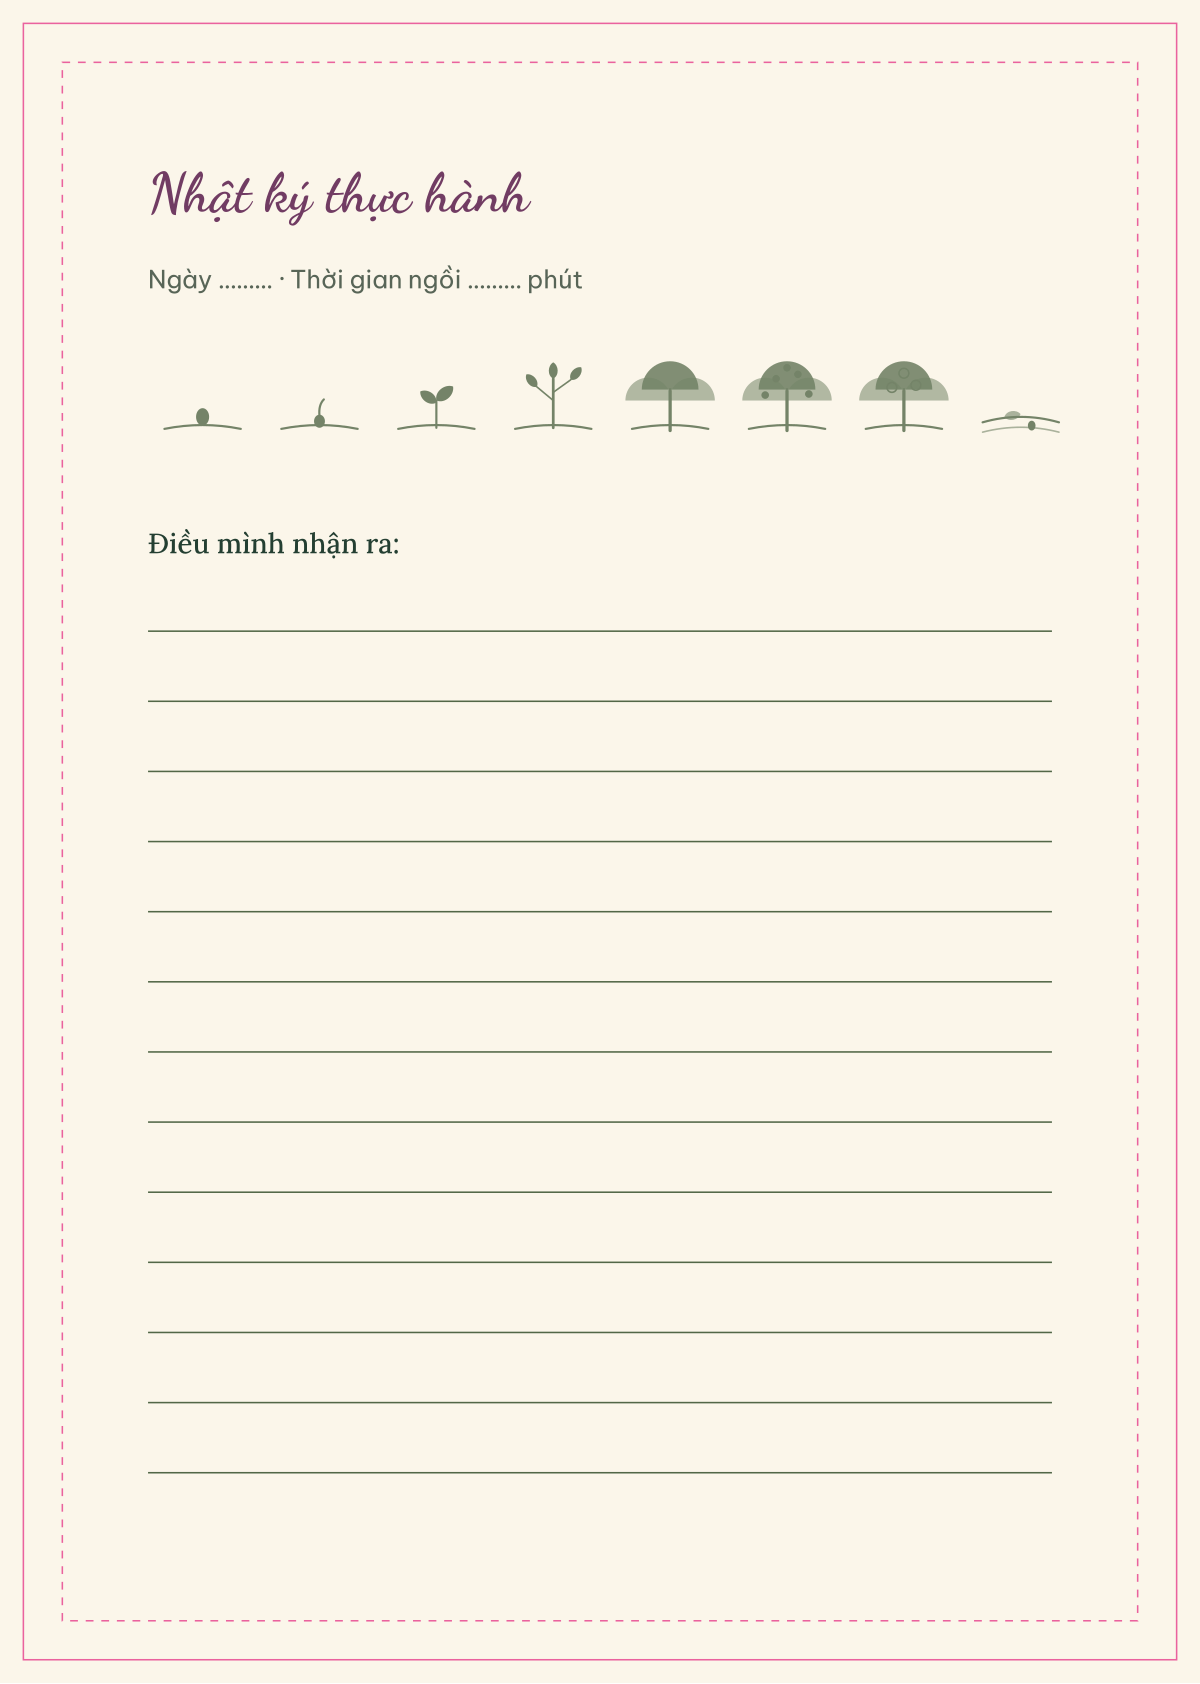 Nhật ký thực hành
Ngày ......... · Thời gian ngồi ......... phút
Điều mình nhận ra: